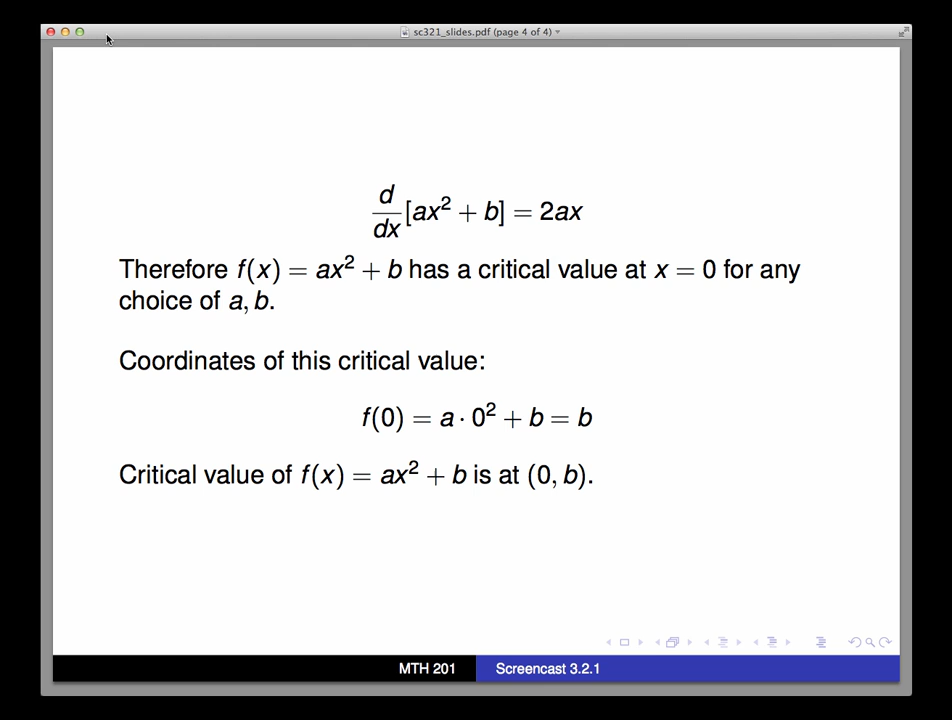 sc321_slides.pdf (page 4 of 4)
d/dx [ax² + b] = 2ax
Therefore f(x) = ax² + b has a critical value at x = 0 for any
choice of a, b.
Coordinates of this critical value:
f(0) = a · 0² + b = b
Critical value of f(x) = ax² + b is at (0, b).
MTH 201 Screencast 3.2.1